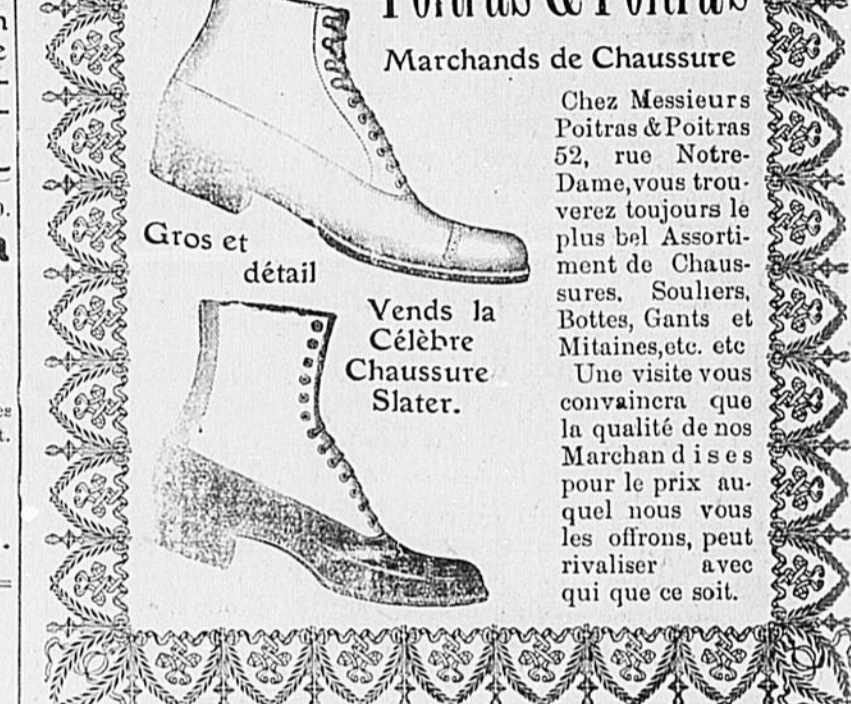 Poitras & Poitras
Marchands de Chaussure
Gros et
détail
Vends la
Célèbre
Chaussure
Slater.
Chez Messieurs
Poitras & Poitras
52, rue Notre-
Dame, vous trou-
verez toujours le
plus bel Assorti-
ment de Chaus-
sures. Souliers,
Bottes, Gants et
Mitaines, etc. etc
Une visite vous
convaincra que
la qualité de nos
Marchandises
pour le prix au-
quel nous vous
les offrons, peut
rivaliser avec
qui que ce soit.